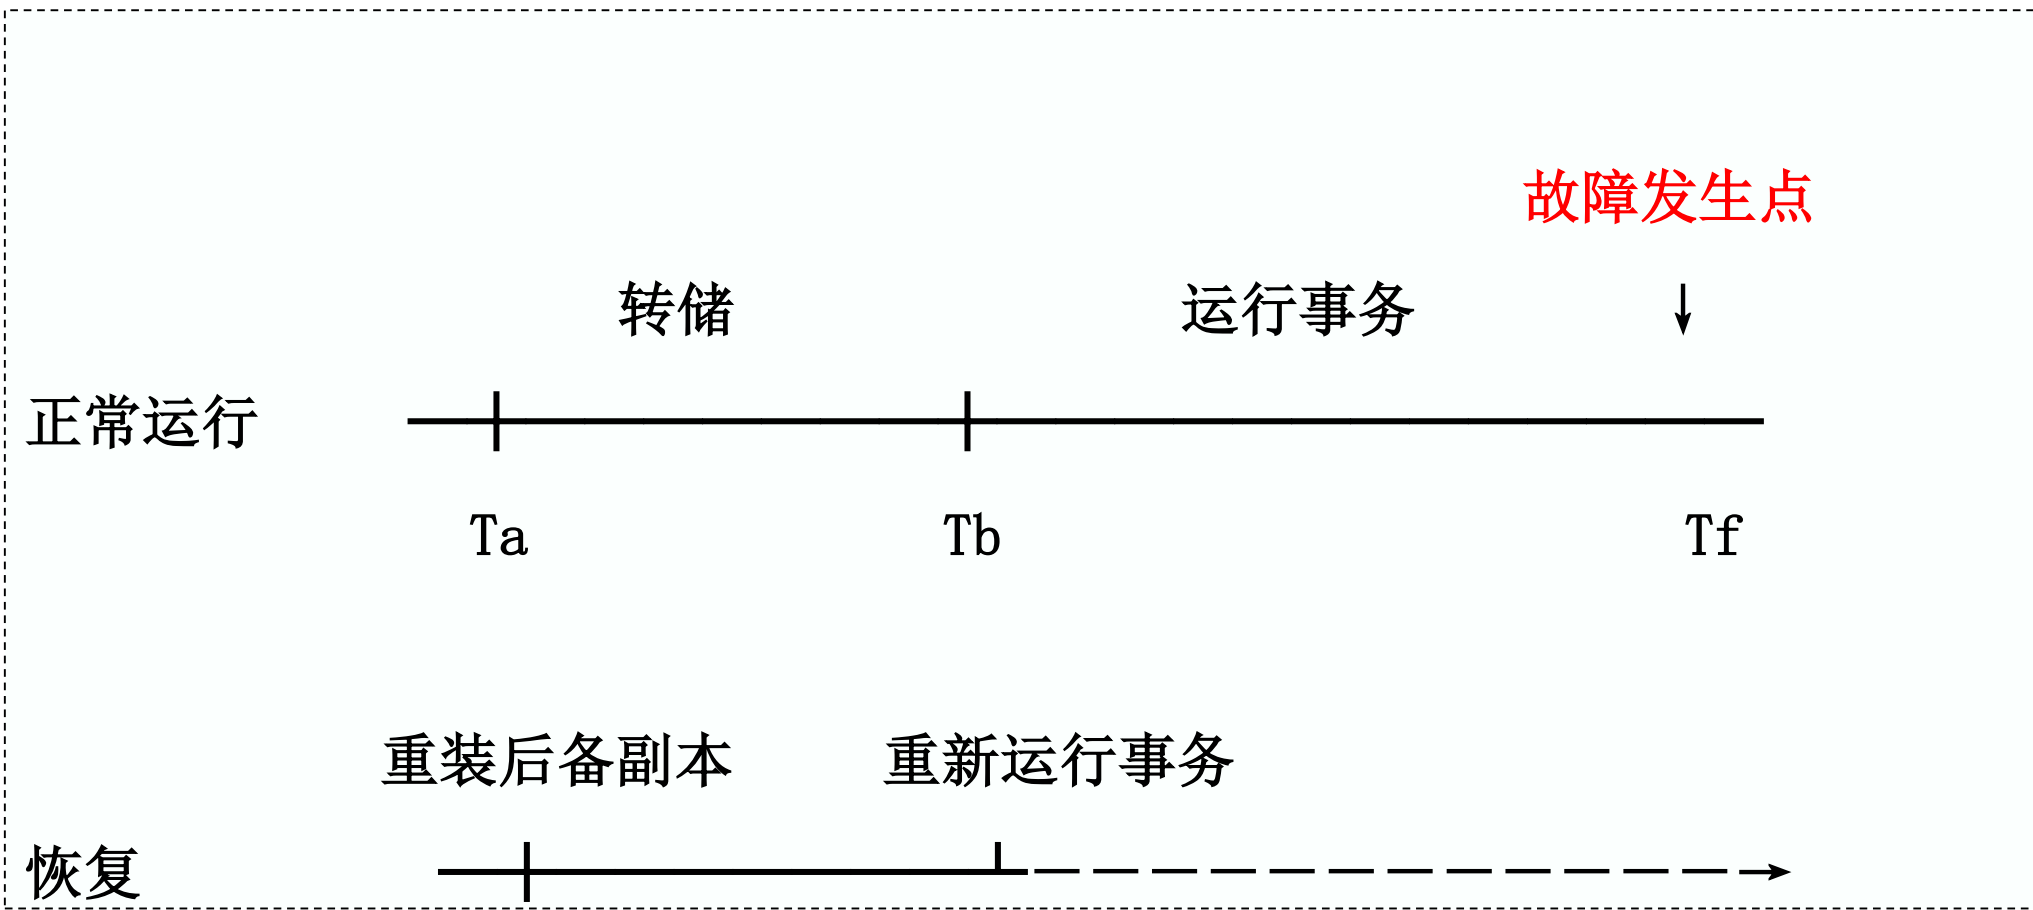 故障发生点
转储 运行事务 ↓
正常运行
Ta Tb Tf
重装后备副本 重新运行事务
恢复